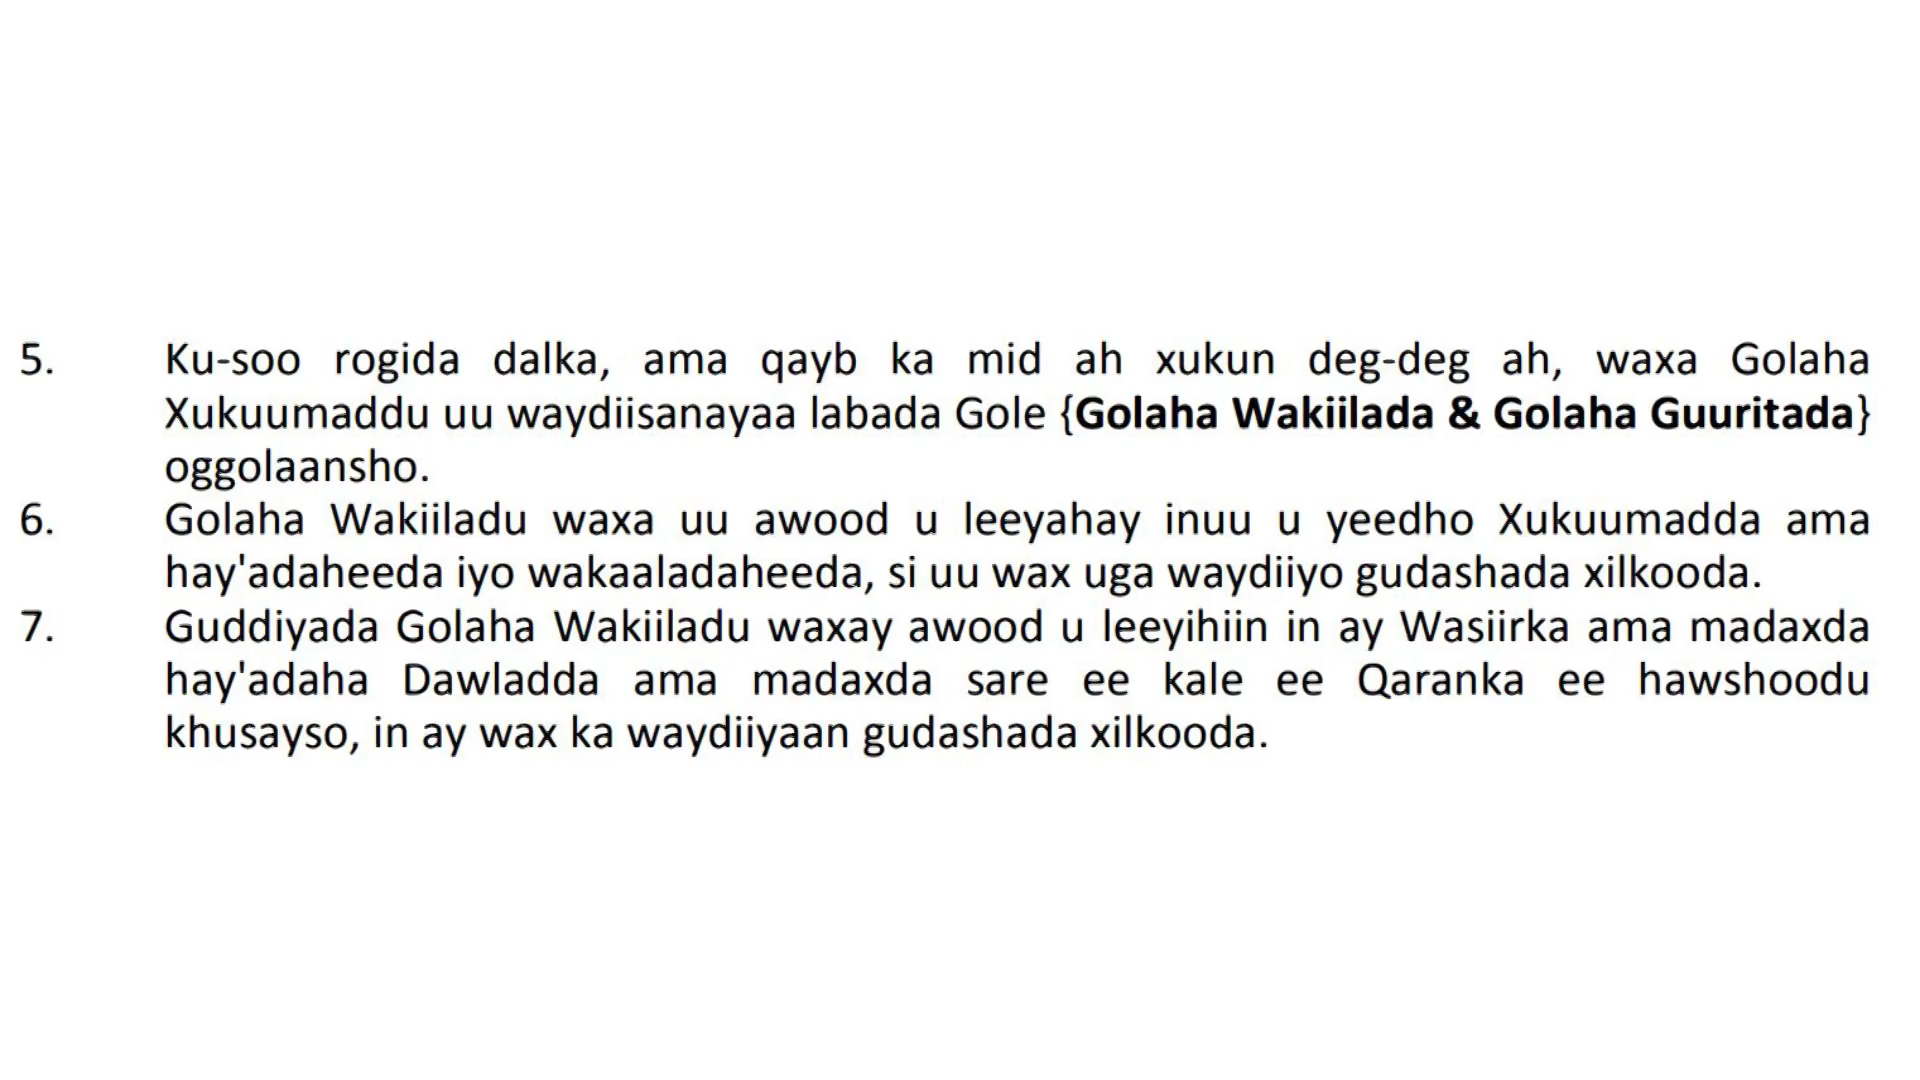 5. Ku-soo rogida dalka, ama qayb ka mid ah xukun deg-deg ah, waxa Golaha
Xukuumaddu uu waydiisanayaa labada Gole {Golaha Wakiilada & Golaha Guuritada}
oggolaansho.
6. Golaha Wakiiladu waxa uu awood u leeyahay inuu u yeedho Xukuumadda ama
hay'adaheeda iyo wakaaladaheeda, si uu wax uga waydiiyo gudashada xilkooda.
7. Guddiyada Golaha Wakiiladu waxay awood u leeyihiin in ay Wasiirka ama madaxda
hay'adaha Dawladda ama madaxda sare ee kale ee Qaranka ee hawshoodu
khusayso, in ay wax ka waydiiyaan gudashada xilkooda.